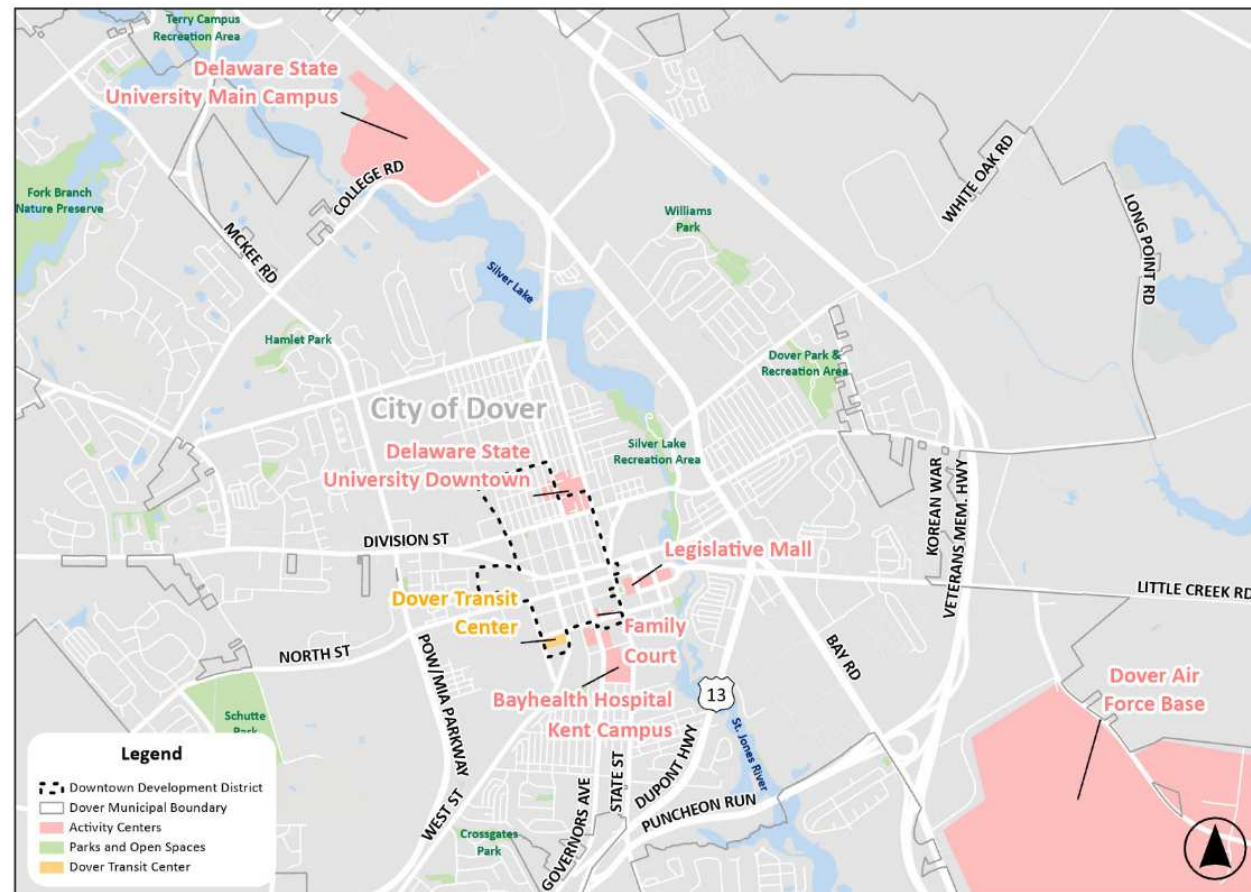 Terry Campus
Recreation Area
Delaware State
University Main Campus
Fork Branch
Nature Preserve
MCKEE RD
COLLEGE RD
Silver Lake
Williams
Park
WHITE OAK RD
LONG POINT RD
Hamlet Park
Dover Park &
Recreation Area
City of Dover
Delaware State
University Downtown
Silver Lake
Recreation Area
KOREAN WAR
VETERANS MEM. HWY
DIVISION ST
Legislative Mall
LITTLE CREEK RD
Dover Transit
Center
Family
Court
NORTH ST
POW/MIA PARKWAY
BAY RD
Bayhealth Hospital
Kent Campus
13
Dover Air
Force Base
Schutte
Park
St. Jones River
WEST ST
GOVERNORS AVE
STATE ST
DUPONT HWY
PUNCHEON RUN
Crossgates
Park
Legend
Downtown Development District
Dover Municipal Boundary
Activity Centers
Parks and Open Spaces
Dover Transit Center